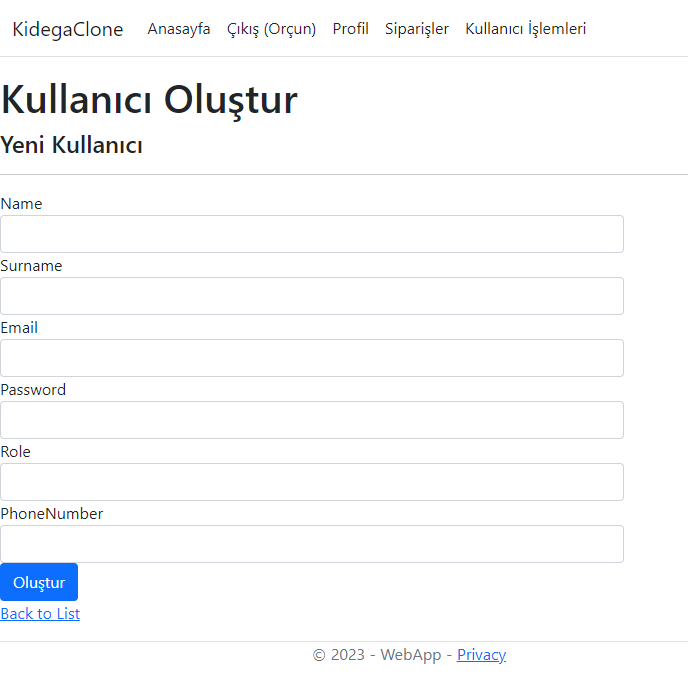 KidegaClone Anasayfa Çıkış (Orçun) Profil Siparişler Kullanıcı İşlemleri
Kullanıcı Oluştur
Yeni Kullanıcı
Name
Surname
Email
Password
Role
PhoneNumber
Oluştur
Back to List
© 2023 - WebApp - Privacy